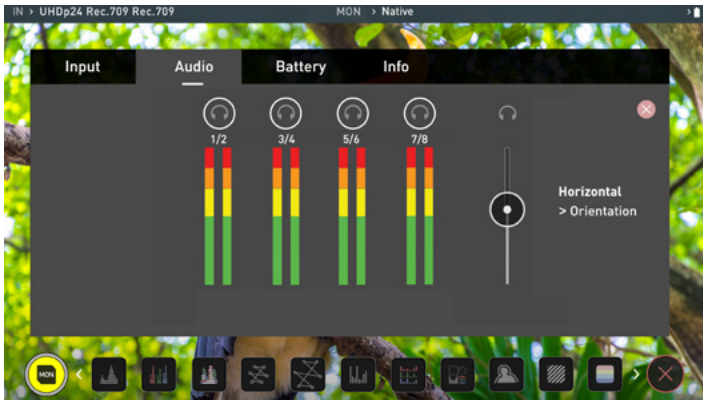 IN > UHDp24 Rec.709 Rec.709 MON > Native >
Input Audio Battery Info
1/2 3/4 5/6 7/8
Horizontal
> Orientation
MON